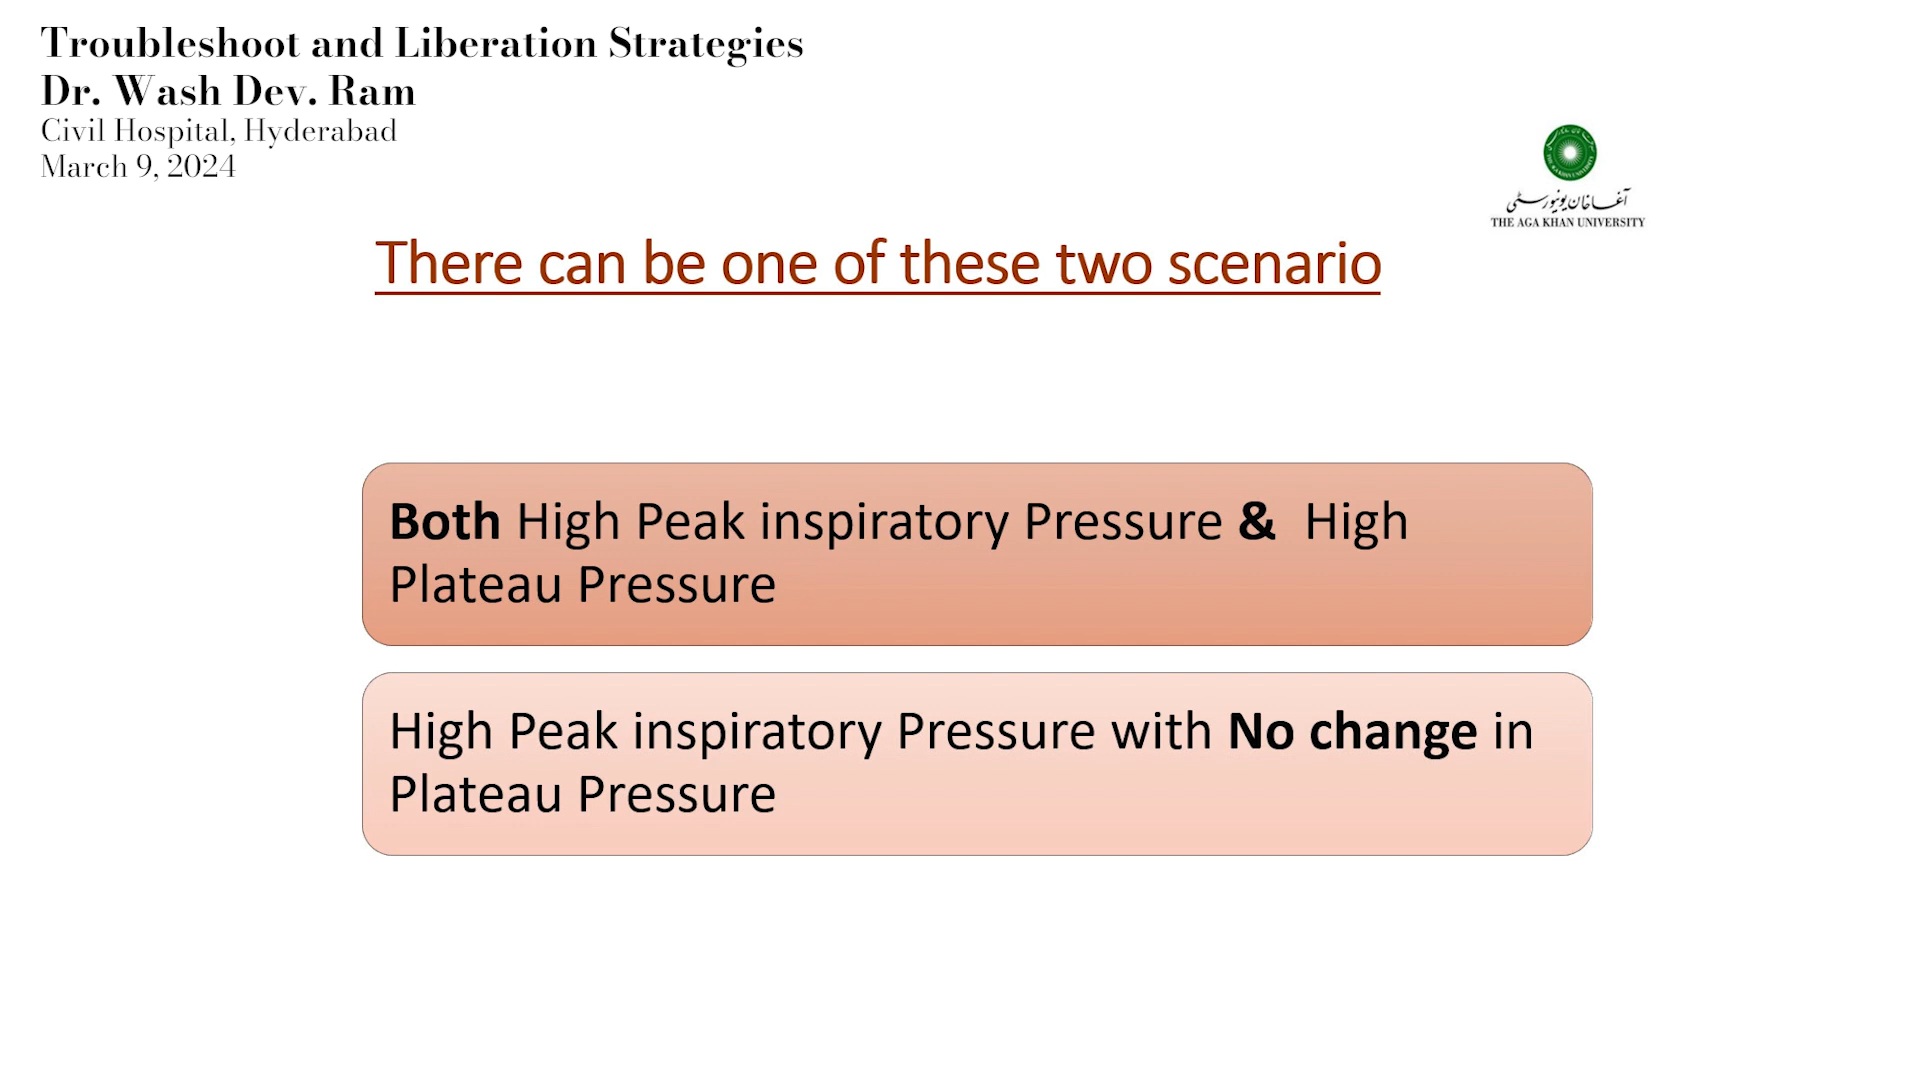 Troubleshoot and Liberation Strategies
Dr. Wash Dev. Ram
Civil Hospital, Hyderabad
March 9, 2024
آغا خان یونیورسٹی
THE AGA KHAN UNIVERSITY
There can be one of these two scenario
Both High Peak inspiratory Pressure & High
Plateau Pressure
High Peak inspiratory Pressure with No change in
Plateau Pressure